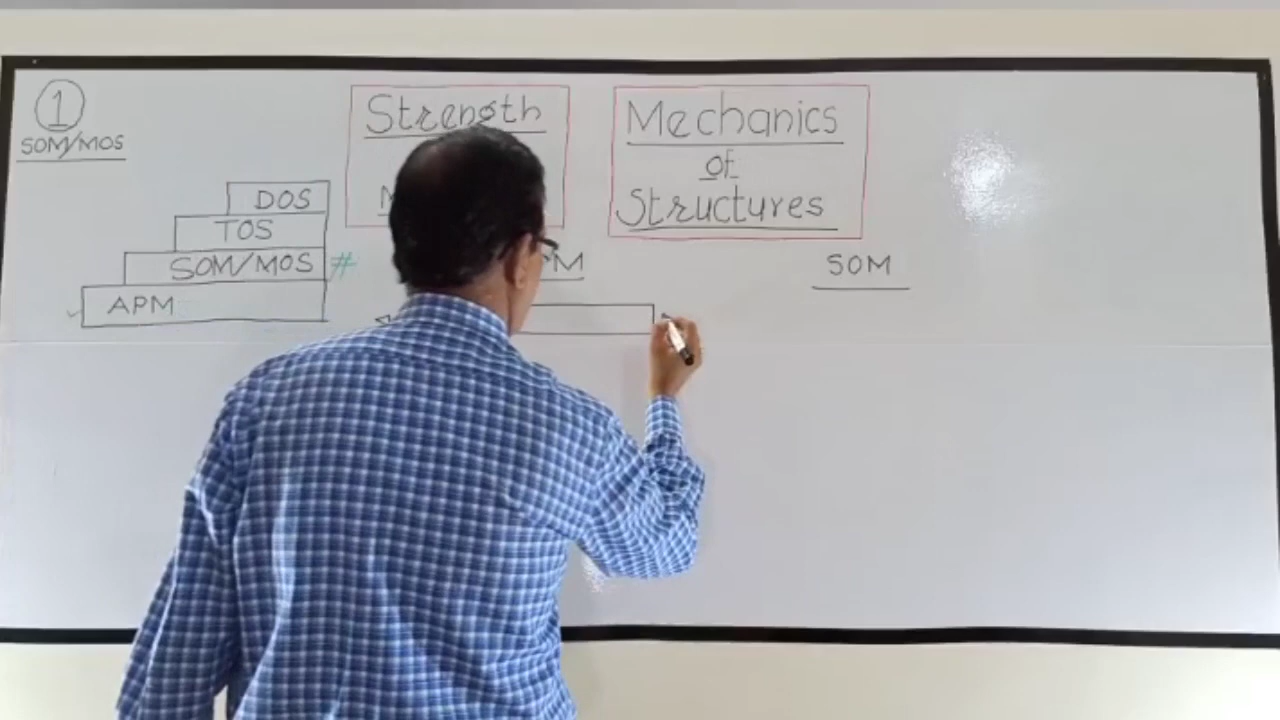 1
SOM/MOS
DOS
TOS
SOM/MOS #
APM
Strength
Mechanics
of
Structures
SOM